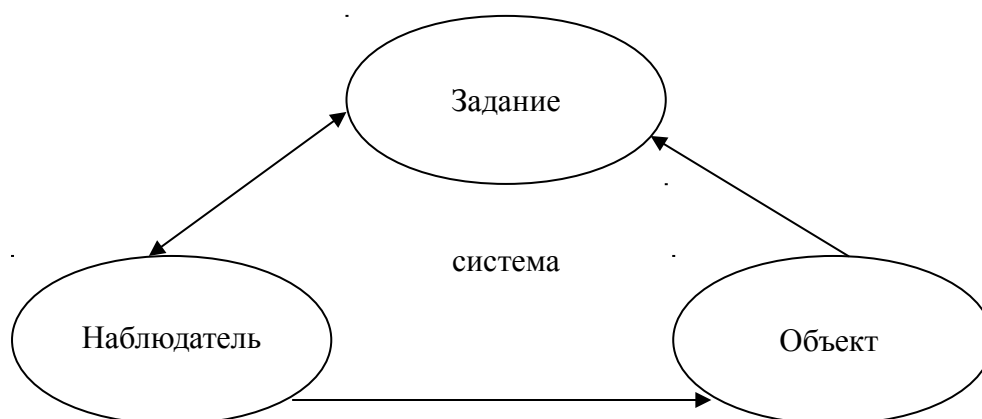 Задание
система
Наблюдатель
Объект